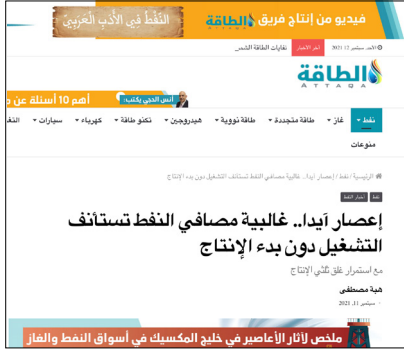 فيديو من إنتاج فريق الطاقة
النفط في الأدب العربي
الأحد, سبتمبر 12 2021
آخر الأخبار
نفايات الطاقة الشمس
الطاقة
ATTAQA
أنس الحجي يكتب:
أهم 10 أسئلة عن
نفط
غاز
طاقة متجددة
طاقة نووية
هيدروجين
تكنو طاقة
كهرباء
سيارات
منوعات
الرئيسية / نفط / إعصار آيدا.. غالبية مصافي النفط تستأنف التشغيل دون بدء الإنتاج
نفط
أخبار النفط
إعصار آيدا.. غالبية مصافي النفط تستأنف
التشغيل دون بدء الإنتاج
مع استمرار غلق ثلثي الإنتاج
هبة مصطفى
سبتمبر 11, 2021
ملخص لآثار الأعاصير في خليج المكسيك في أسواق النفط والغاز